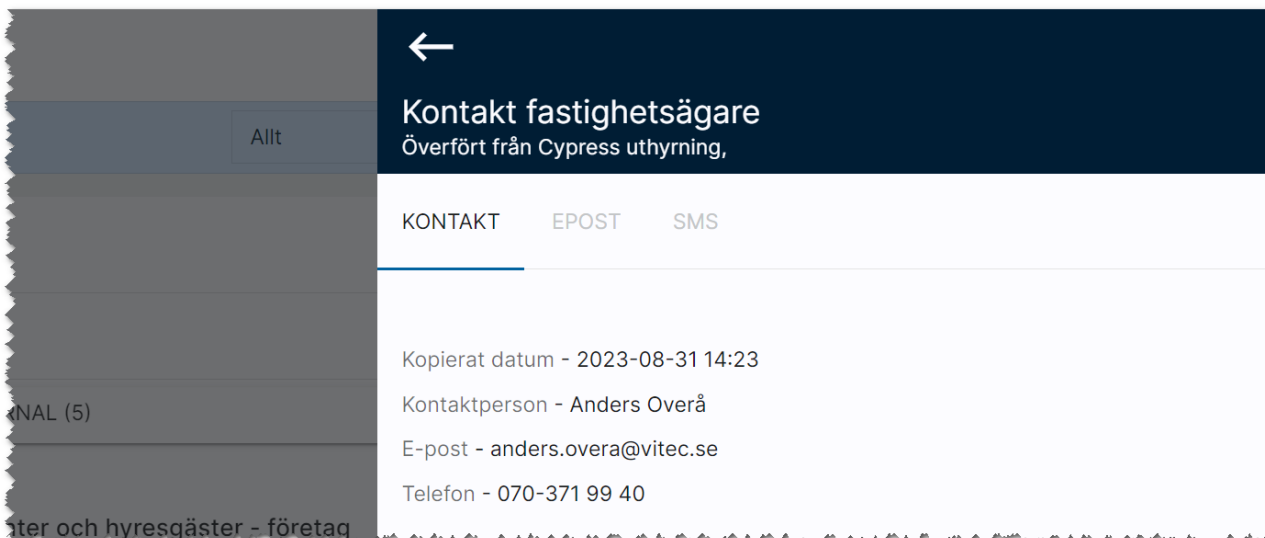 Allt
RNAL (5)
nter och hyresgäster - företag
Kontakt fastighetsägare
Överfört från Cypress uthyrning,
KONTAKT EPOST SMS
Kopierat datum - 2023-08-31 14:23
Kontaktperson - Anders Overå
E-post - anders.overa@vitec.se
Telefon - 070-371 99 40